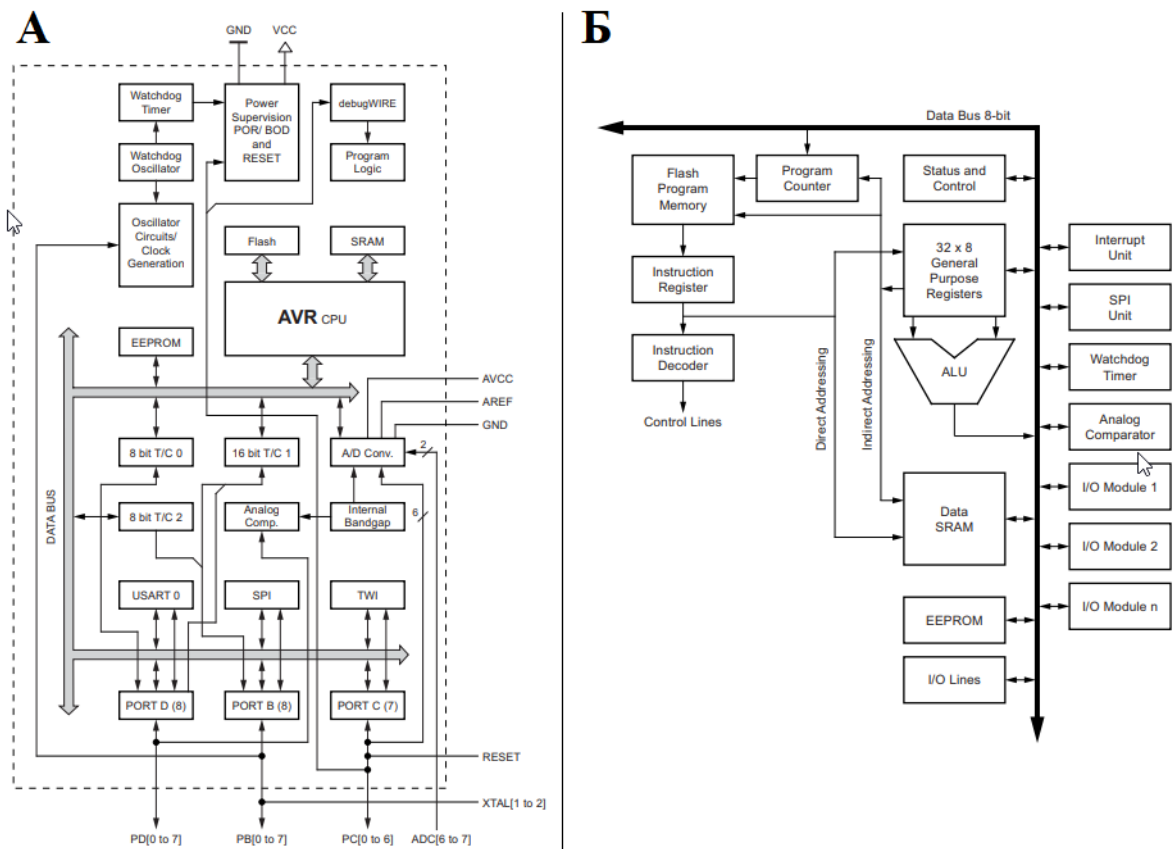 А
GND
VCC
Watchdog
Timer
Power
Supervision
POR/ BOD
and
RESET
debugWIRE
Watchdog
Oscillator
Program
Logic
Oscillator
Circuits/
Clock
Generation
Flash
SRAM
AVR CPU
EEPROM
AVCC
AREF
GND
8 bit T/C 0
16 bit T/C 1
A/D Conv.
2
DATA BUS
8 bit T/C 2
Analog
Comp.
Internal
Bandgap
6
USART 0
SPI
TWI
PORT D (8)
PORT B (8)
PORT C (7)
RESET
XTAL[1 to 2]
PD[0 to 7]
PB[0 to 7]
PC[0 to 6]
ADC[6 to 7]
Б
Data Bus 8-bit
Flash
Program
Memory
Program
Counter
Status and
Control
Instruction
Register
32 x 8
General
Purpose
Registers
Interrupt
Unit
SPI
Unit
Instruction
Decoder
ALU
Watchdog
Timer
Control Lines
Direct Addressing
Indirect Addressing
Analog
Comparator
I/O Module 1
Data
SRAM
I/O Module 2
I/O Module n
EEPROM
I/O Lines